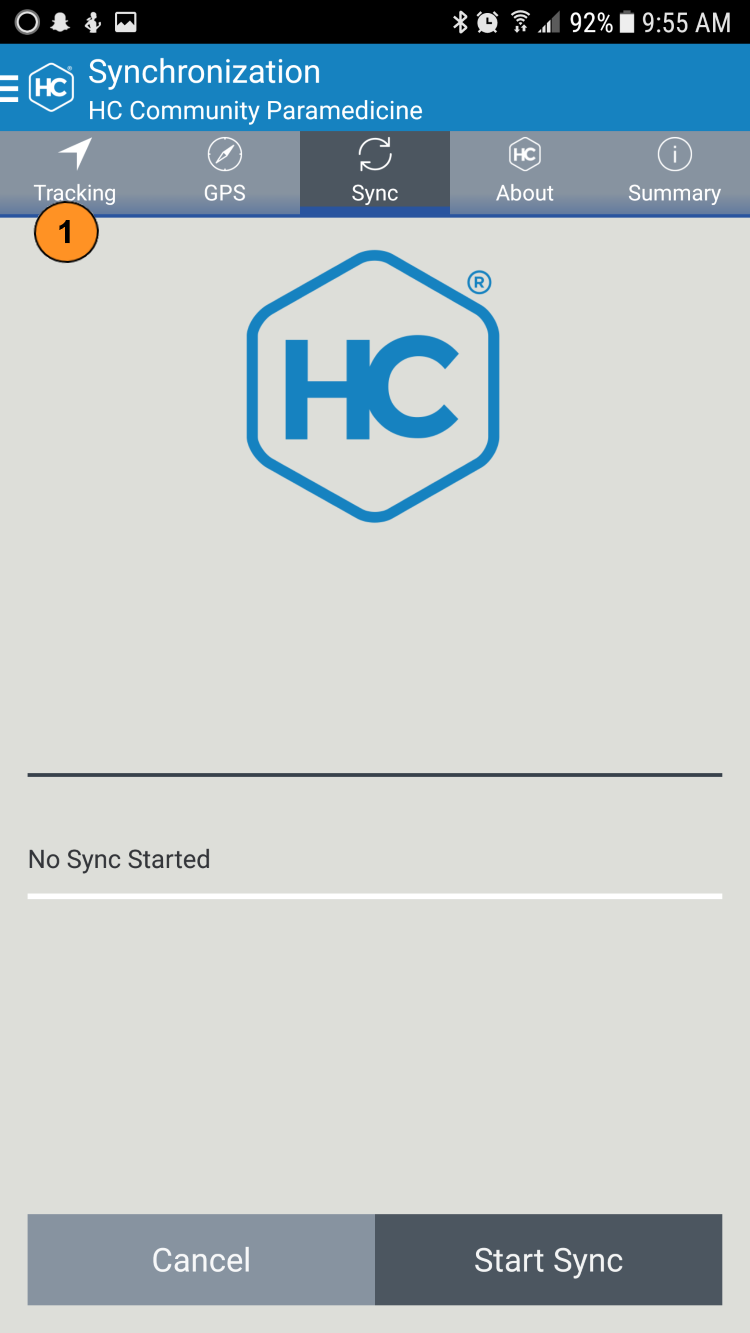 92% 9:55 AM
HC Synchronization
HC Community Paramedicine
HC
Tracking GPS Sync About Summary
1
HC®
No Sync Started
Cancel Start Sync